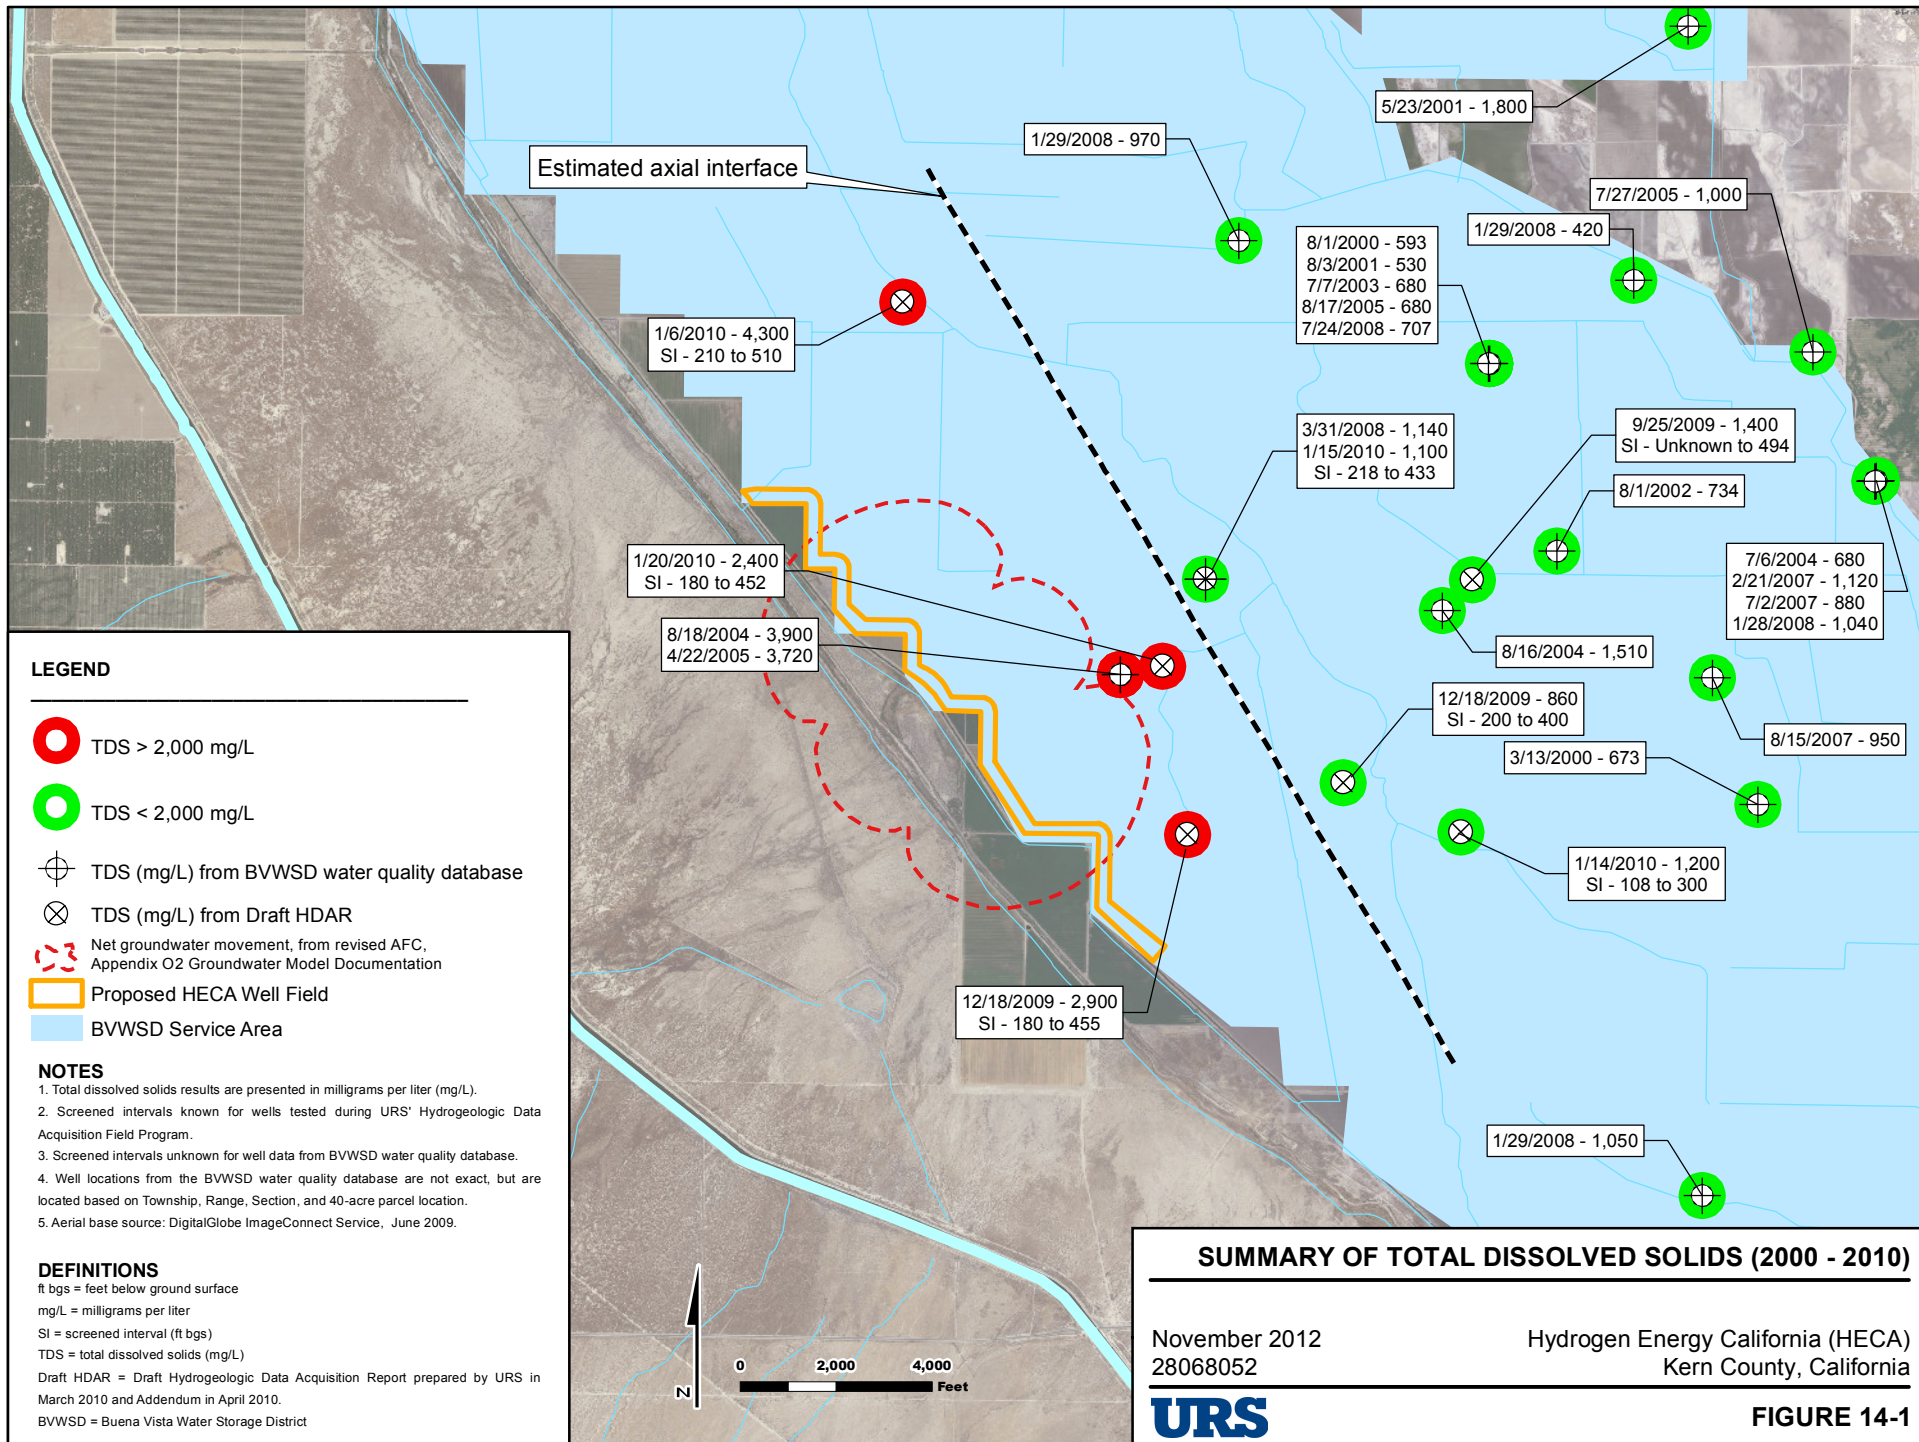 5/23/2001 - 1,800
1/29/2008 - 970
Estimated axial interface
7/27/2005 - 1,000
1/29/2008 - 420
8/1/2000 - 593
8/3/2001 - 530
7/7/2003 - 680
8/17/2005 - 680
7/24/2008 - 707
1/6/2010 - 4,300
SI - 210 to 510
3/31/2008 - 1,140
1/15/2010 - 1,100
SI - 218 to 433
9/25/2009 - 1,400
SI - Unknown to 494
8/1/2002 - 734
1/20/2010 - 2,400
SI - 180 to 452
7/6/2004 - 680
2/21/2007 - 1,120
7/2/2007 - 880
1/28/2008 - 1,040
8/18/2004 - 3,900
4/22/2005 - 3,720
8/16/2004 - 1,510
12/18/2009 - 860
SI - 200 to 400
8/15/2007 - 950
3/13/2000 - 673
1/14/2010 - 1,200
SI - 108 to 300
12/18/2009 - 2,900
SI - 180 to 455
1/29/2008 - 1,050
LEGEND
TDS > 2,000 mg/L
TDS < 2,000 mg/L
TDS (mg/L) from BVWSD water quality database
TDS (mg/L) from Draft HDAR
Net groundwater movement, from revised AFC,
Appendix O2 Groundwater Model Documentation
Proposed HECA Well Field
BVWSD Service Area
NOTES
1. Total dissolved solids results are presented in milligrams per liter (mg/L).
2. Screened intervals known for wells tested during URS' Hydrogeologic Data
Acquisition Field Program.
3. Screened intervals unknown for well data from BVWSD water quality database.
4. Well locations from the BVWSD water quality database are not exact, but are
located based on Township, Range, Section, and 40-acre parcel location.
5. Aerial base source: DigitalGlobe ImageConnect Service, June 2009.
DEFINITIONS
ft bgs = feet below ground surface
mg/L = milligrams per liter
SI = screened interval (ft bgs)
TDS = total dissolved solids (mg/L)
Draft HDAR = Draft Hydrogeologic Data Acquisition Report prepared by URS in
March 2010 and Addendum in April 2010.
BVWSD = Buena Vista Water Storage District
N
0 2,000 4,000
Feet
SUMMARY OF TOTAL DISSOLVED SOLIDS (2000 - 2010)
November 2012
28068052
Hydrogen Energy California (HECA)
Kern County, California
URS
FIGURE 14-1